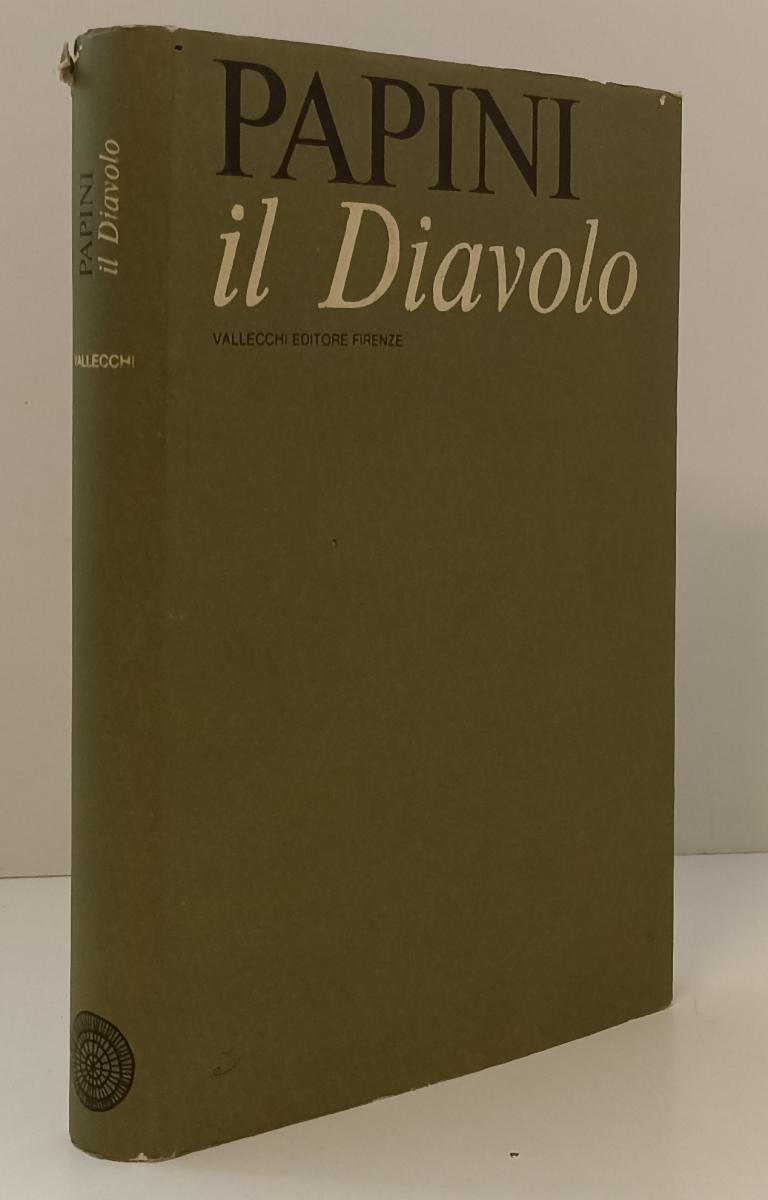 PAPINI
il Diavolo
VALLECCHI EDITORE FIRENZE
PAPINI
il Diavolo
VALLECCHI